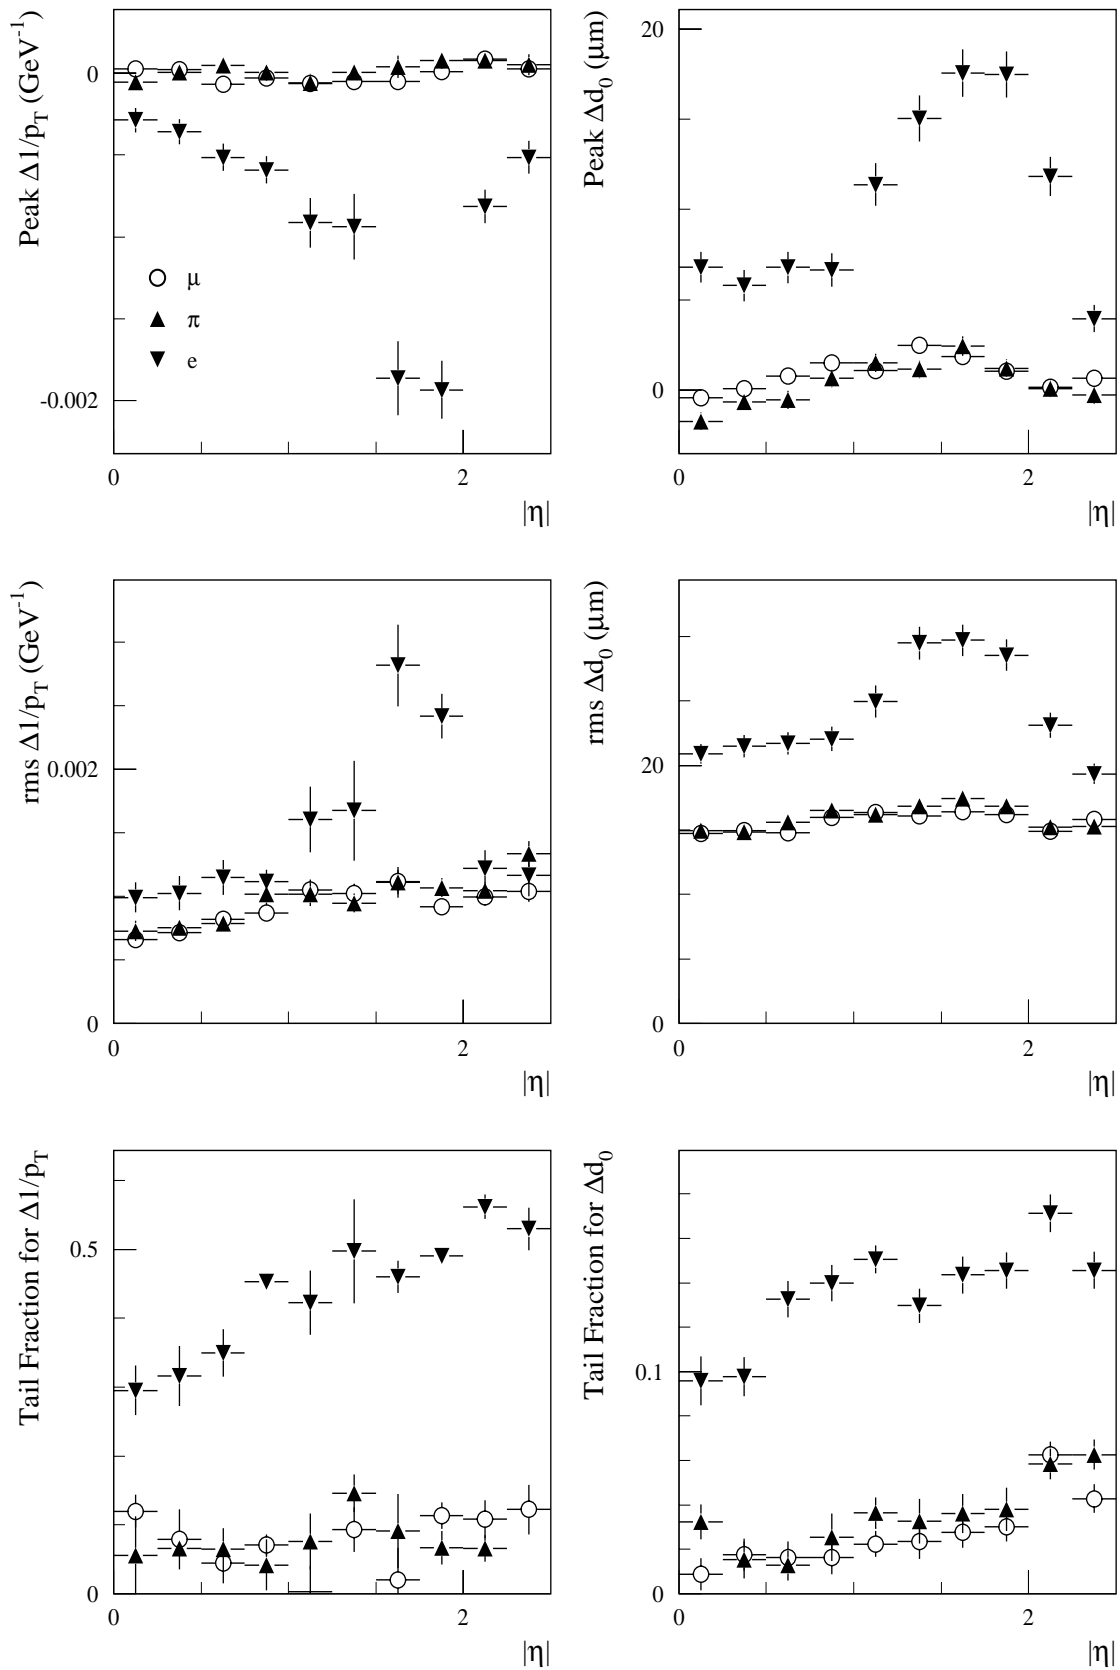 Peak Δ1/p_T (GeV^-1)
0
-0.002
μ
π
e
0 2
|η|
Peak Δd_0 (μm)
20
0
0 2
|η|
rms Δ1/p_T (GeV^-1)
0.002
0
0 2
|η|
rms Δd_0 (μm)
20
0
0 2
|η|
Tail Fraction for Δ1/p_T
0.5
0
0 2
|η|
Tail Fraction for Δd_0
0.1
0
0 2
|η|